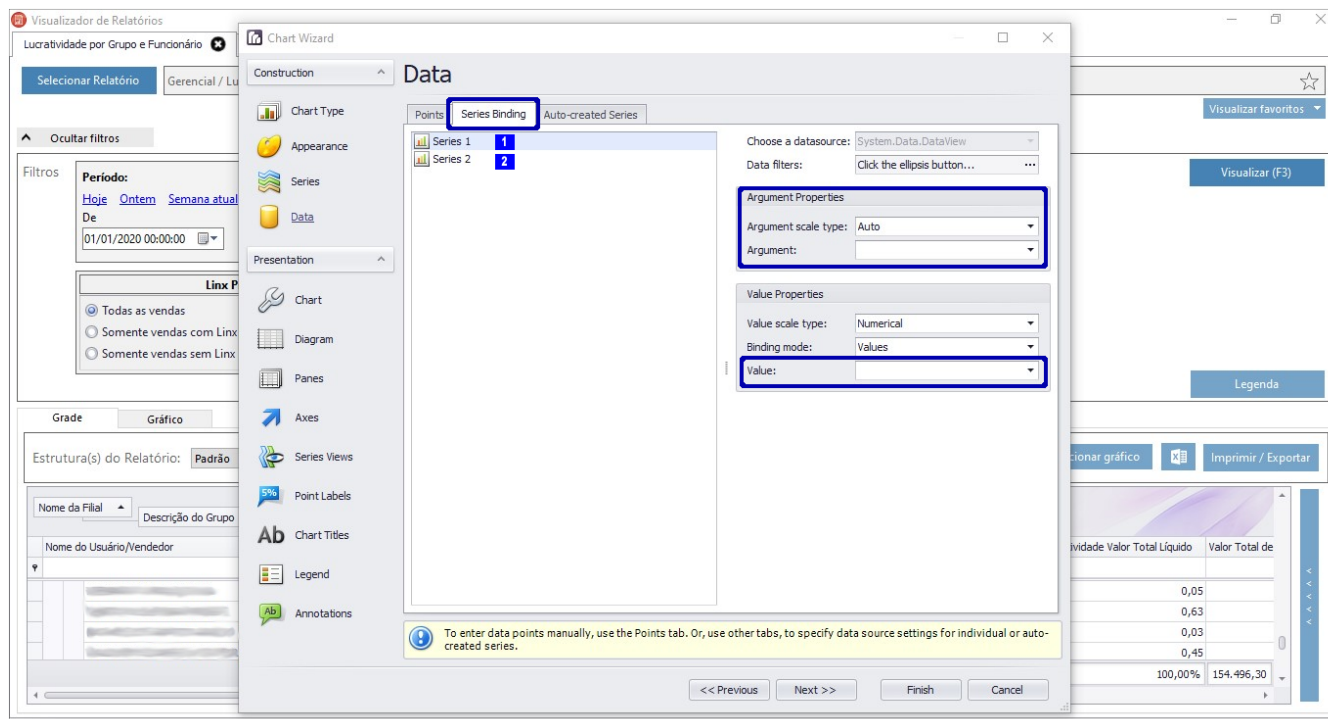 Visualizador de Relatórios
Lucratividade por Grupo e Funcionário
Selecionar Relatório
Gerencial / Lu
Visualizar favoritos
Ocultar filtros
Filtros
Período:
Hoje Ontem Semana atual
De
01/01/2020 00:00:00
Linx P
Todas as vendas
Somente vendas com Linx
Somente vendas sem Linx
Visualizar (F3)
Legenda
Grade Gráfico
Estrutura(s) do Relatório: Padrão
cionar gráfico
Imprimir / Exportar
Nome da Filial
Descrição do Grupo
Nome do Usuário/Vendedor
ividade Valor Total Líquido Valor Total de
0,05
0,63
0,03
0,45
100,00% 154.496,30
Chart Wizard
Construction
Chart Type
Appearance
Series
Data
Presentation
Chart
Diagram
Panes
Axes
Series Views
5%
Point Labels
Ab Chart Titles
Legend
Ab
Annotations
Data
Points Series Binding Auto-created Series
Series 1 1
Series 2 2
Choose a datasource: System.Data.DataView
Data filters: Click the ellipsis button... ...
Argument Properties
Argument scale type: Auto
Argument:
Value Properties
Value scale type: Numerical
Binding mode: Values
Value:
To enter data points manually, use the Points tab. Or, use other tabs, to specify data source settings for individual or auto-
created series.
<< Previous Next >> Finish Cancel